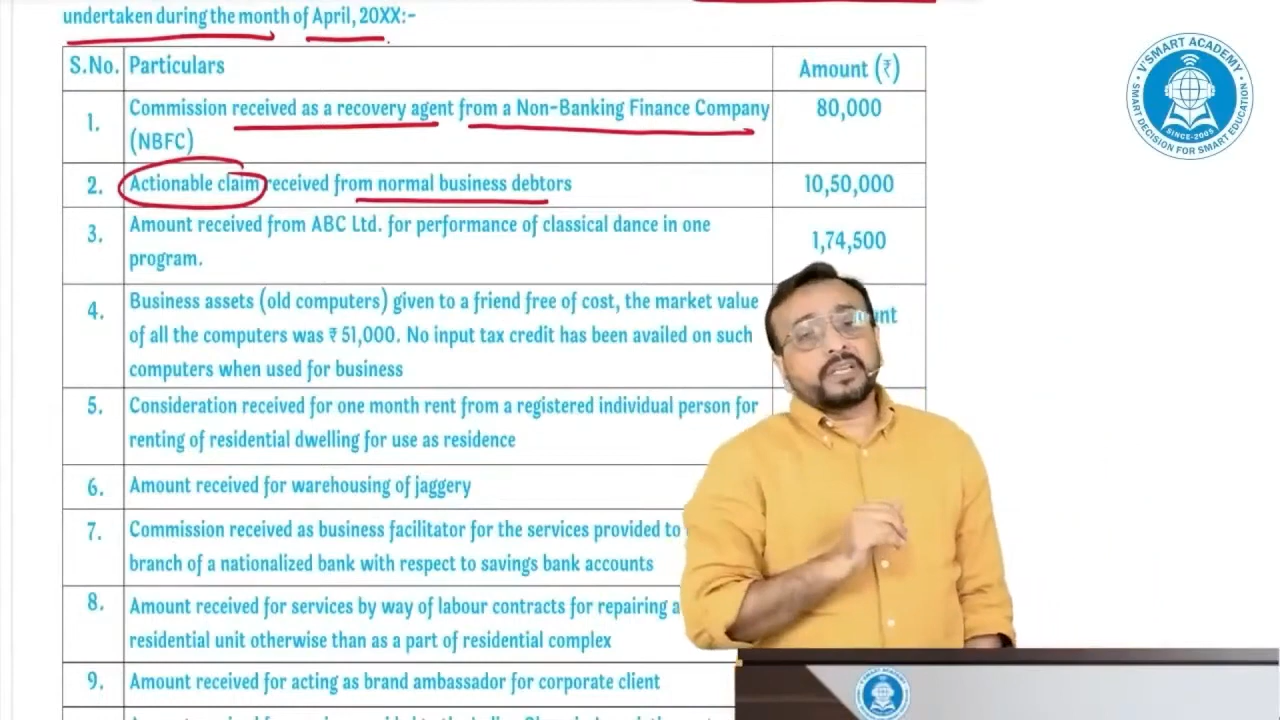 undertaken during the month of April, 20XX:-
S.No. Particulars Amount (₹)
1. Commission received as a recovery agent from a Non-Banking Finance Company 80,000
(NBFC)
2. Actionable claim received from normal business debtors 10,50,000
3. Amount received from ABC Ltd. for performance of classical dance in one 1,74,500
program.
4. Business assets (old computers) given to a friend free of cost, the market value
of all the computers was ₹ 51,000. No input tax credit has been availed on such
computers when used for business
5. Consideration received for one month rent from a registered individual person for
renting of residential dwelling for use as residence
6. Amount received for warehousing of jaggery
7. Commission received as business facilitator for the services provided to
branch of a nationalized bank with respect to savings bank accounts
8. Amount received for services by way of labour contracts for repairing a
residential unit otherwise than as a part of residential complex
9. Amount received for acting as brand ambassador for corporate client
V'SMART ACADEMY
SINCE-2005
SMART DECISION FOR SMART EDUCATION